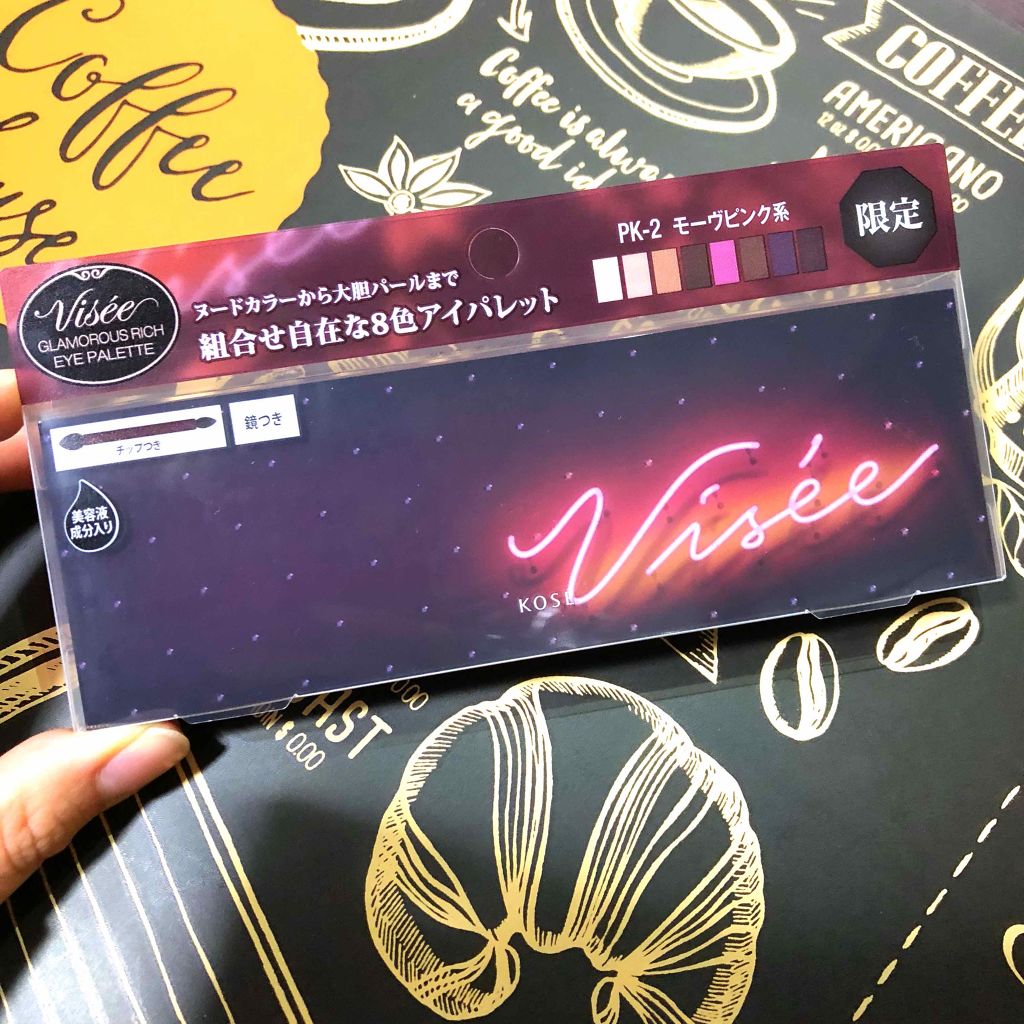 Coffee
COFFEE
Coffee is
a good
AMERICANO
限定
PK-2 モーヴピンク系
Visée
GLAMOROUS RICH
EYE PALETTE
ヌードカラーから大胆パールまで
組合せ自在な8色アイパレット
チップつき
鏡つき
美容液
成分入り
Visée
KOSÉ
0.00